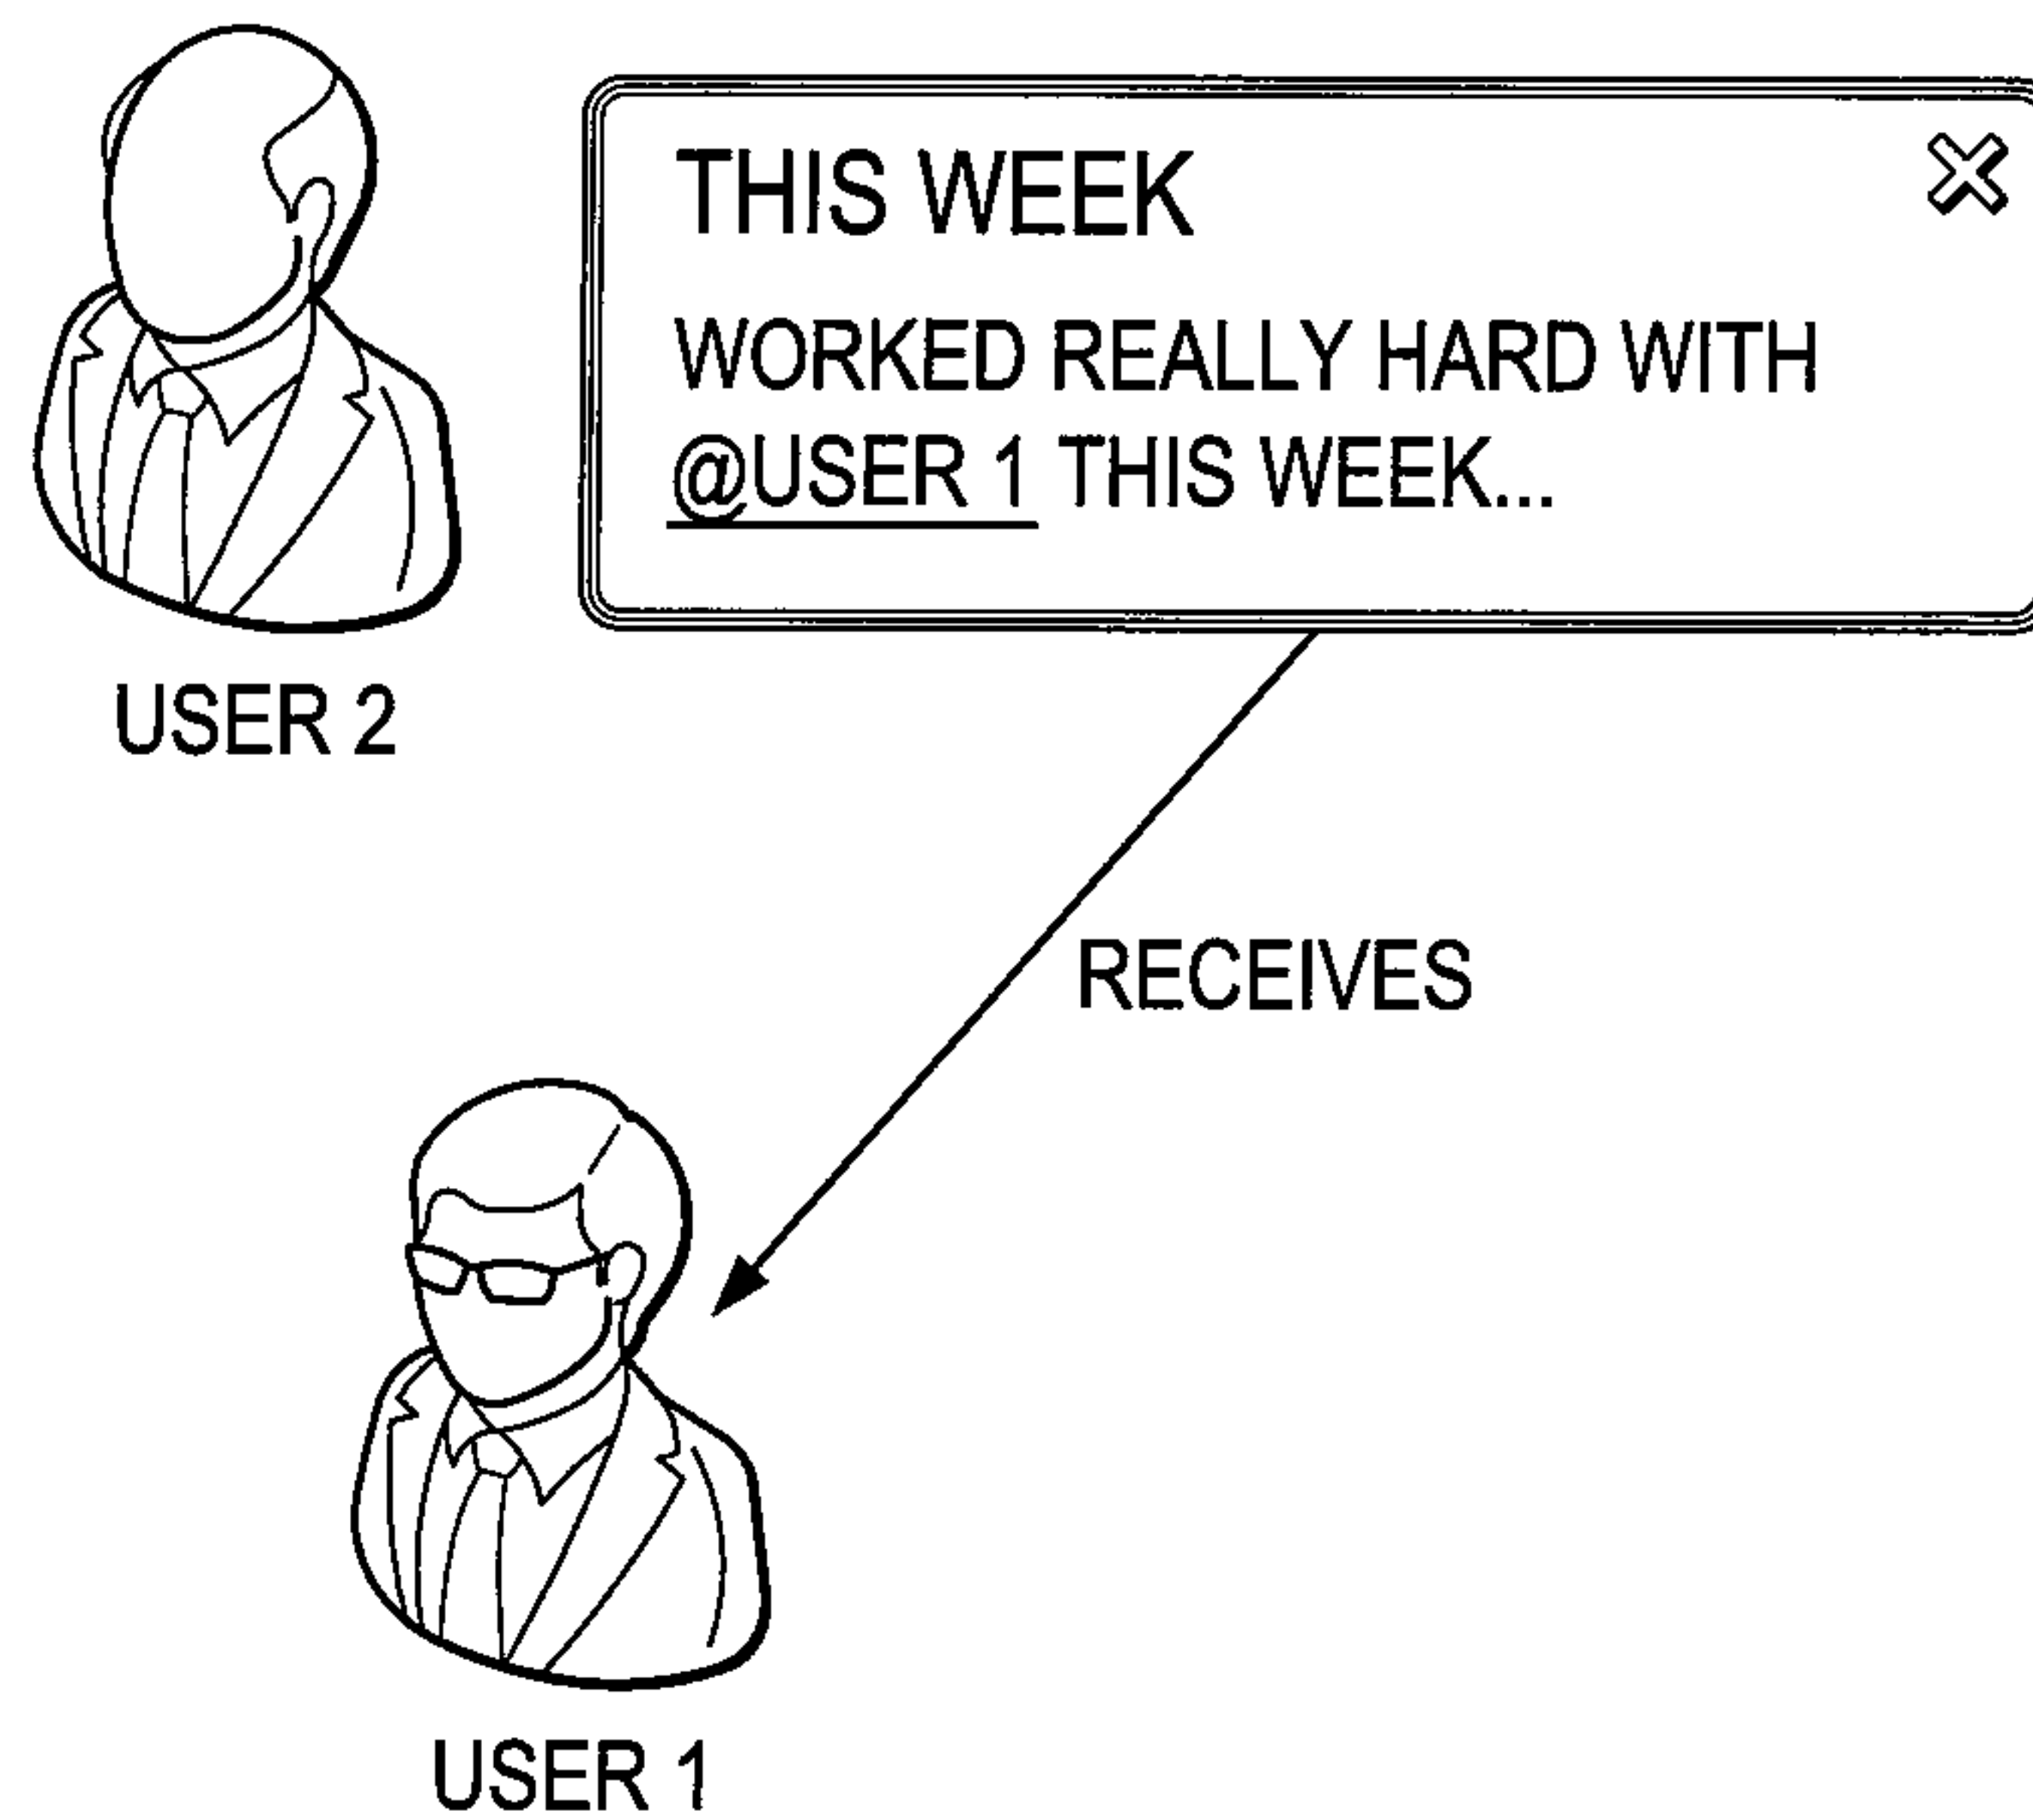 THIS WEEK
WORKED REALLY HARD WITH
@USER 1 THIS WEEK...
USER 2
RECEIVES
USER 1